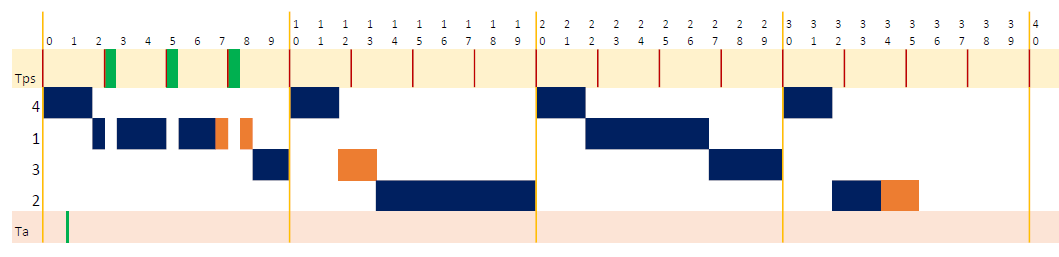 1 1 1 1 1 1 1 1 1 1 2 2 2 2 2 2 2 2 2 2 3 3 3 3 3 3 3 3 3 3 4
0 1 2 3 4 5 6 7 8 9 0 1 2 3 4 5 6 7 8 9 0 1 2 3 4 5 6 7 8 9 0 1 2 3 4 5 6 7 8 9 0
Tps
4
1
3
2
Ta